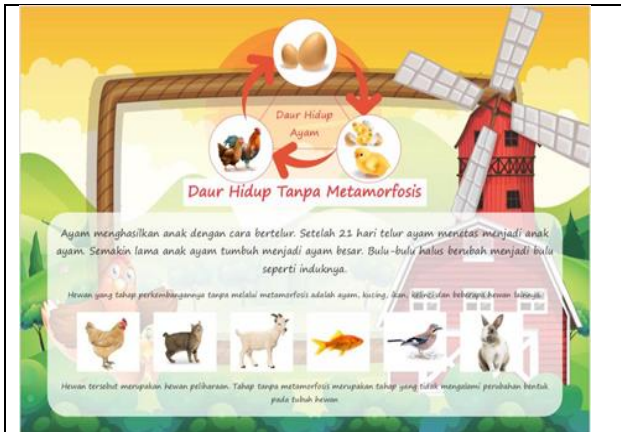 Daur Hidup
Ayam
Daur Hidup Tanpa Metamorfosis
Ayam menghasilkan anak dengan cara bertelur. Setelah 21 hari telur ayam menetas menjadi anak
ayam. Semakin lama anak ayam tumbuh menjadi ayam besar. Bulu-bulu halus berubah menjadi bulu
seperti induknya.
Hewan yang tahap perkembangannya tanpa melalui metamorfosis adalah ayam, kucing, ikan, kelinci dan beberapa hewan lainnya.
Hewan tersebut merupakan hewan peliharaan. Tahap tanpa metamorfosis merupakan tahap yang tidak mengalami perubahan bentuk
pada tubuh hewan